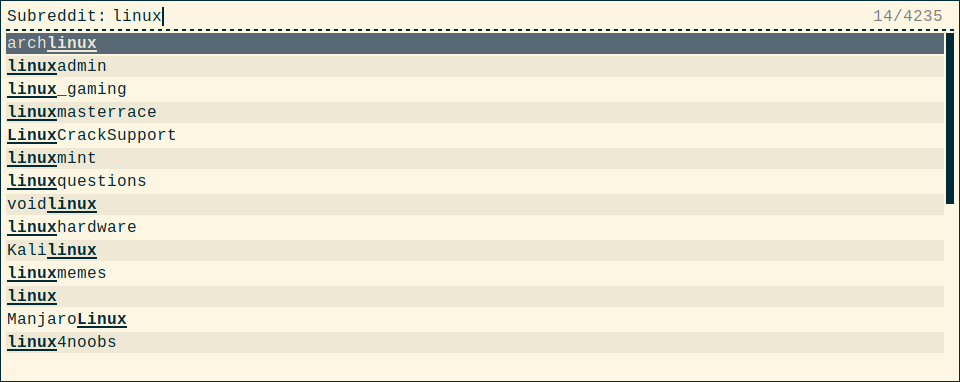 Subreddit: linux 14/4235
archlinux
linuxadmin
linux_gaming
linuxmasterrace
LinuxCrackSupport
linuxmint
linuxquestions
voidlinux
linuxhardware
Kalilinux
linuxmemes
linux
ManjaroLinux
linux4noobs